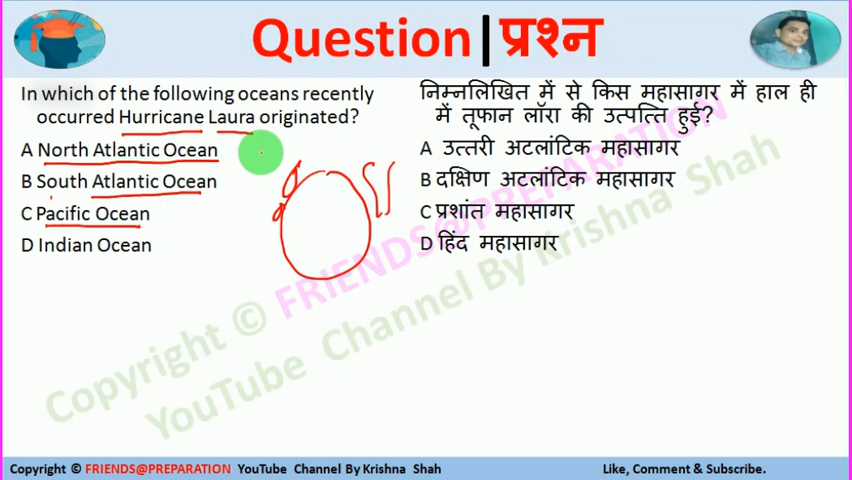 Question|प्रश्न
In which of the following oceans recently
occurred Hurricane Laura originated?
A North Atlantic Ocean
B South Atlantic Ocean
C Pacific Ocean
D Indian Ocean
निम्नलिखित में से किस महासागर में हाल ही
में तूफान लॉरा की उत्पत्ति हुई?
A उत्तरी अटलांटिक महासागर
B दक्षिण अटलांटिक महासागर
C प्रशांत महासागर
D हिंद महासागर
Copyright © FRIENDS@PREPARATION
YouTube Channel By Krishna Shah
Copyright © FRIENDS@PREPARATION YouTube Channel By Krishna Shah
Like, Comment & Subscribe.